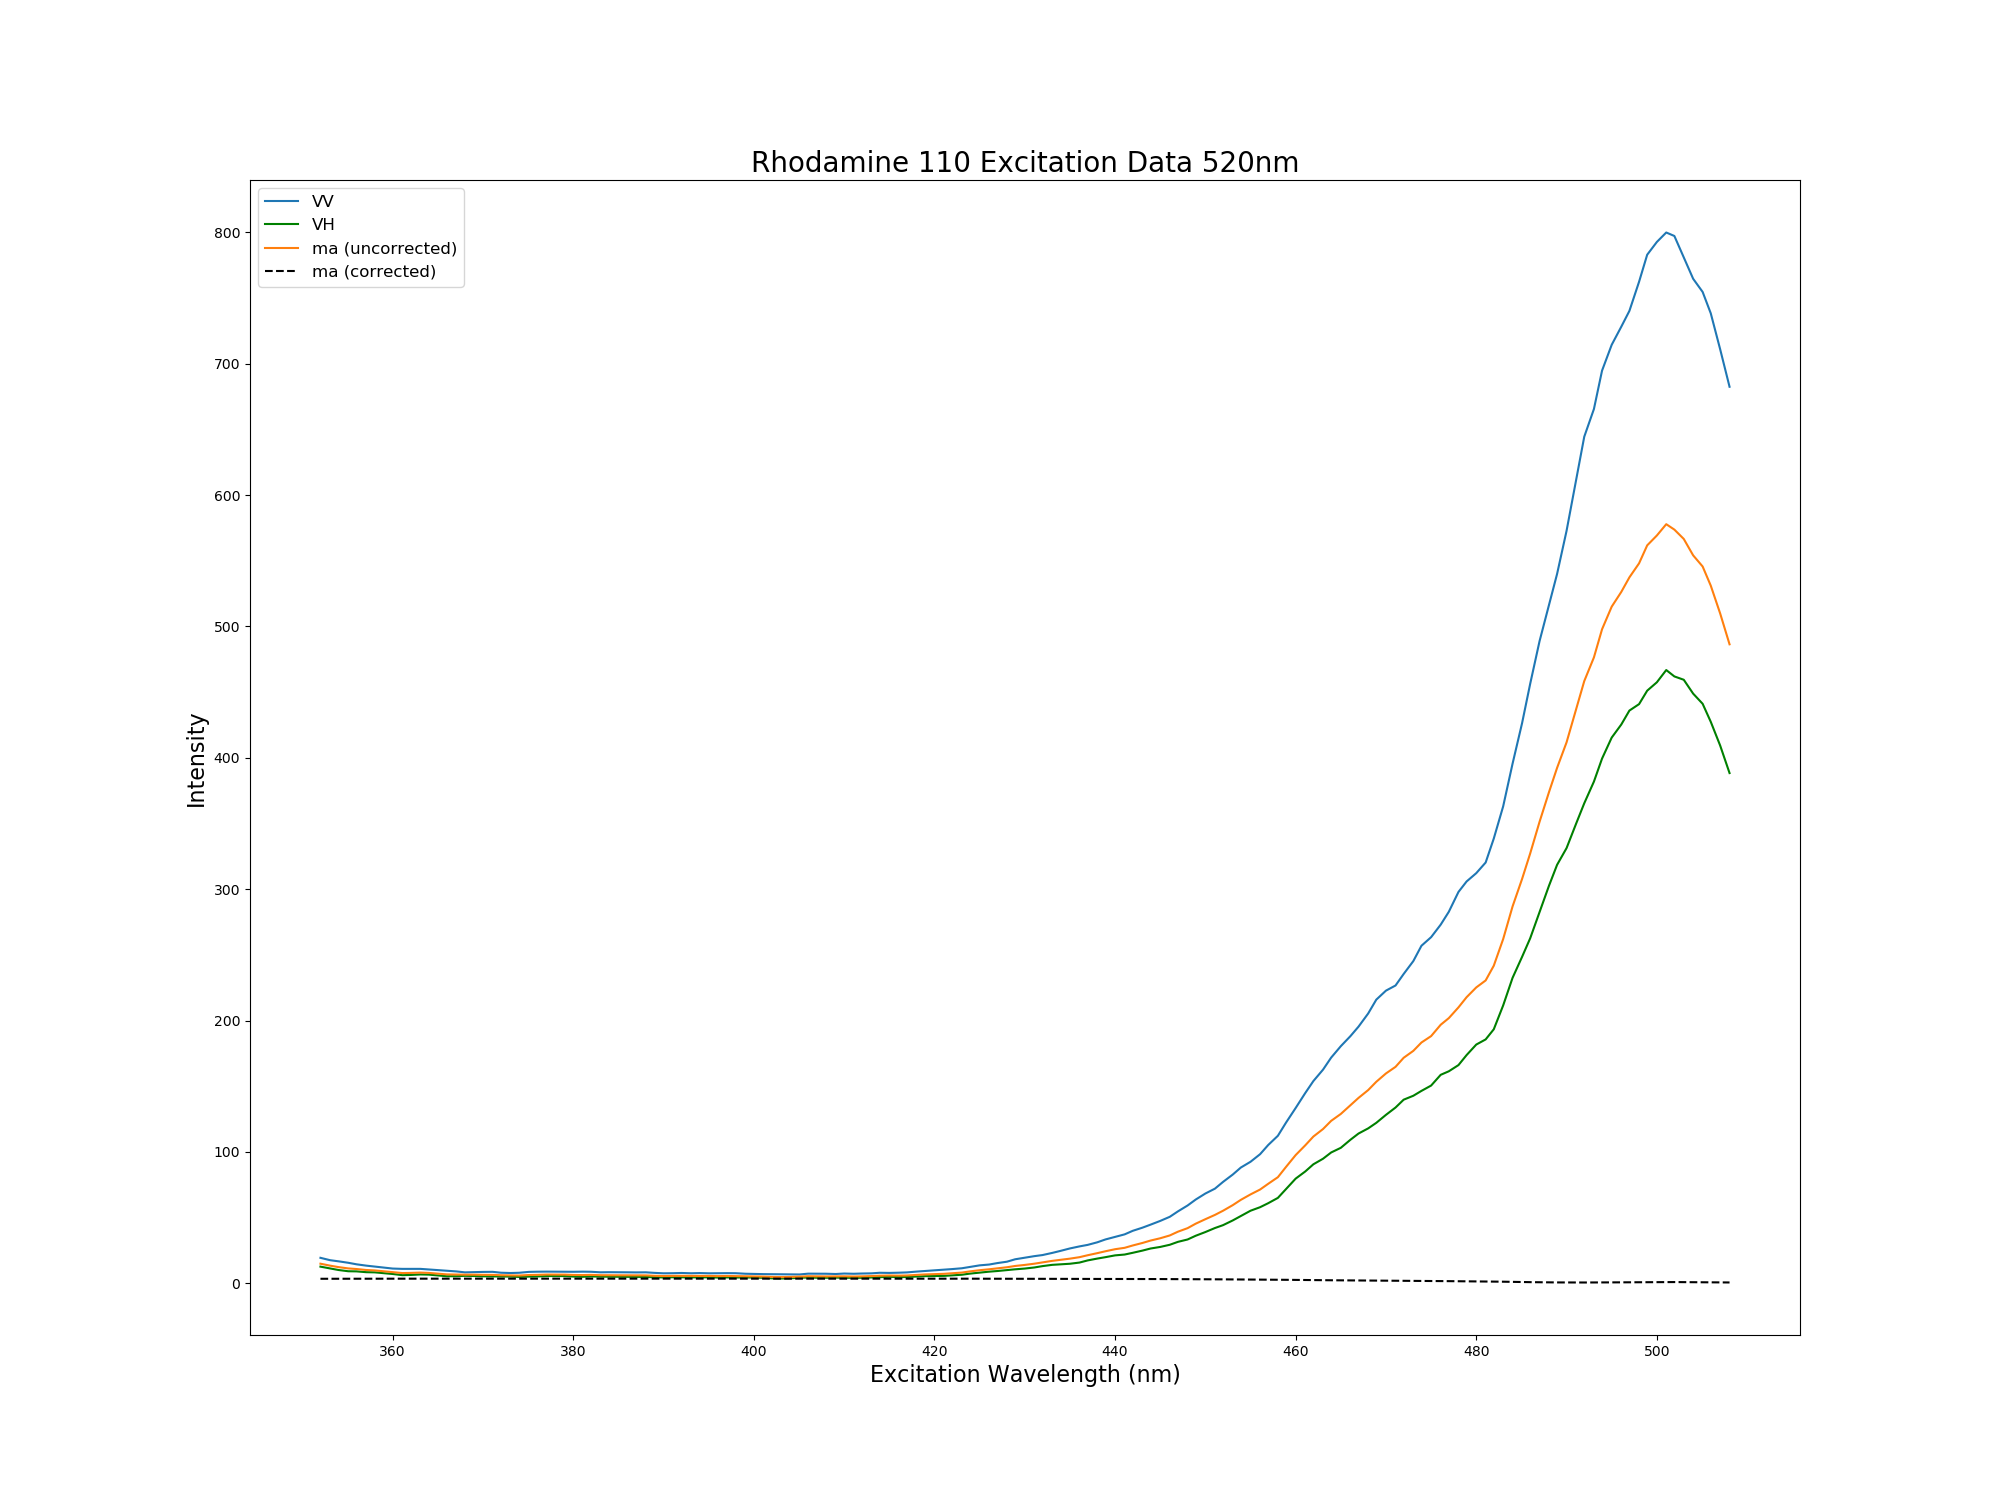 Rhodamine 110 Excitation Data 520nm
VV
VH
ma (uncorrected)
ma (corrected)
800
700
600
500
400
300
200
100
0
Intensity
360 380 400 420 440 460 480 500
Excitation Wavelength (nm)